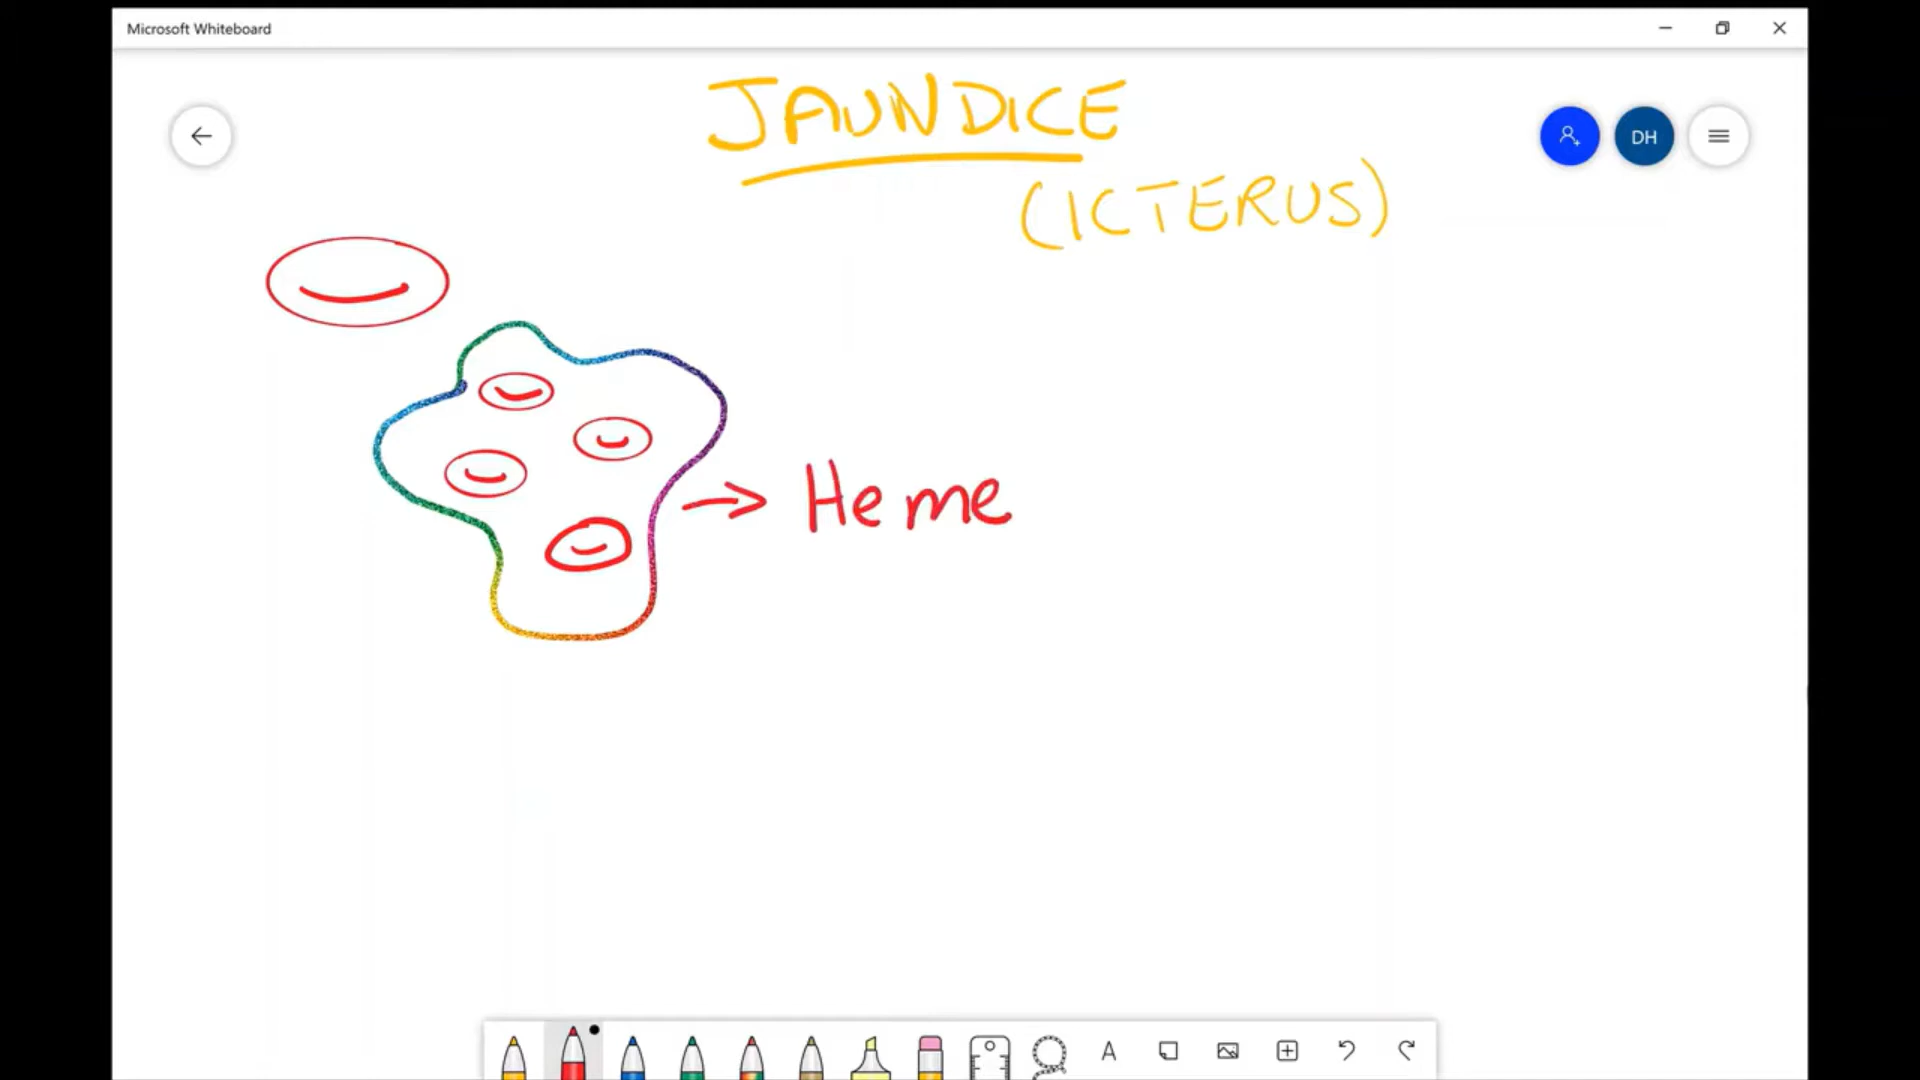 Microsoft Whiteboard
JAUNDICE
DH
(ICTERUS)
Heme
A